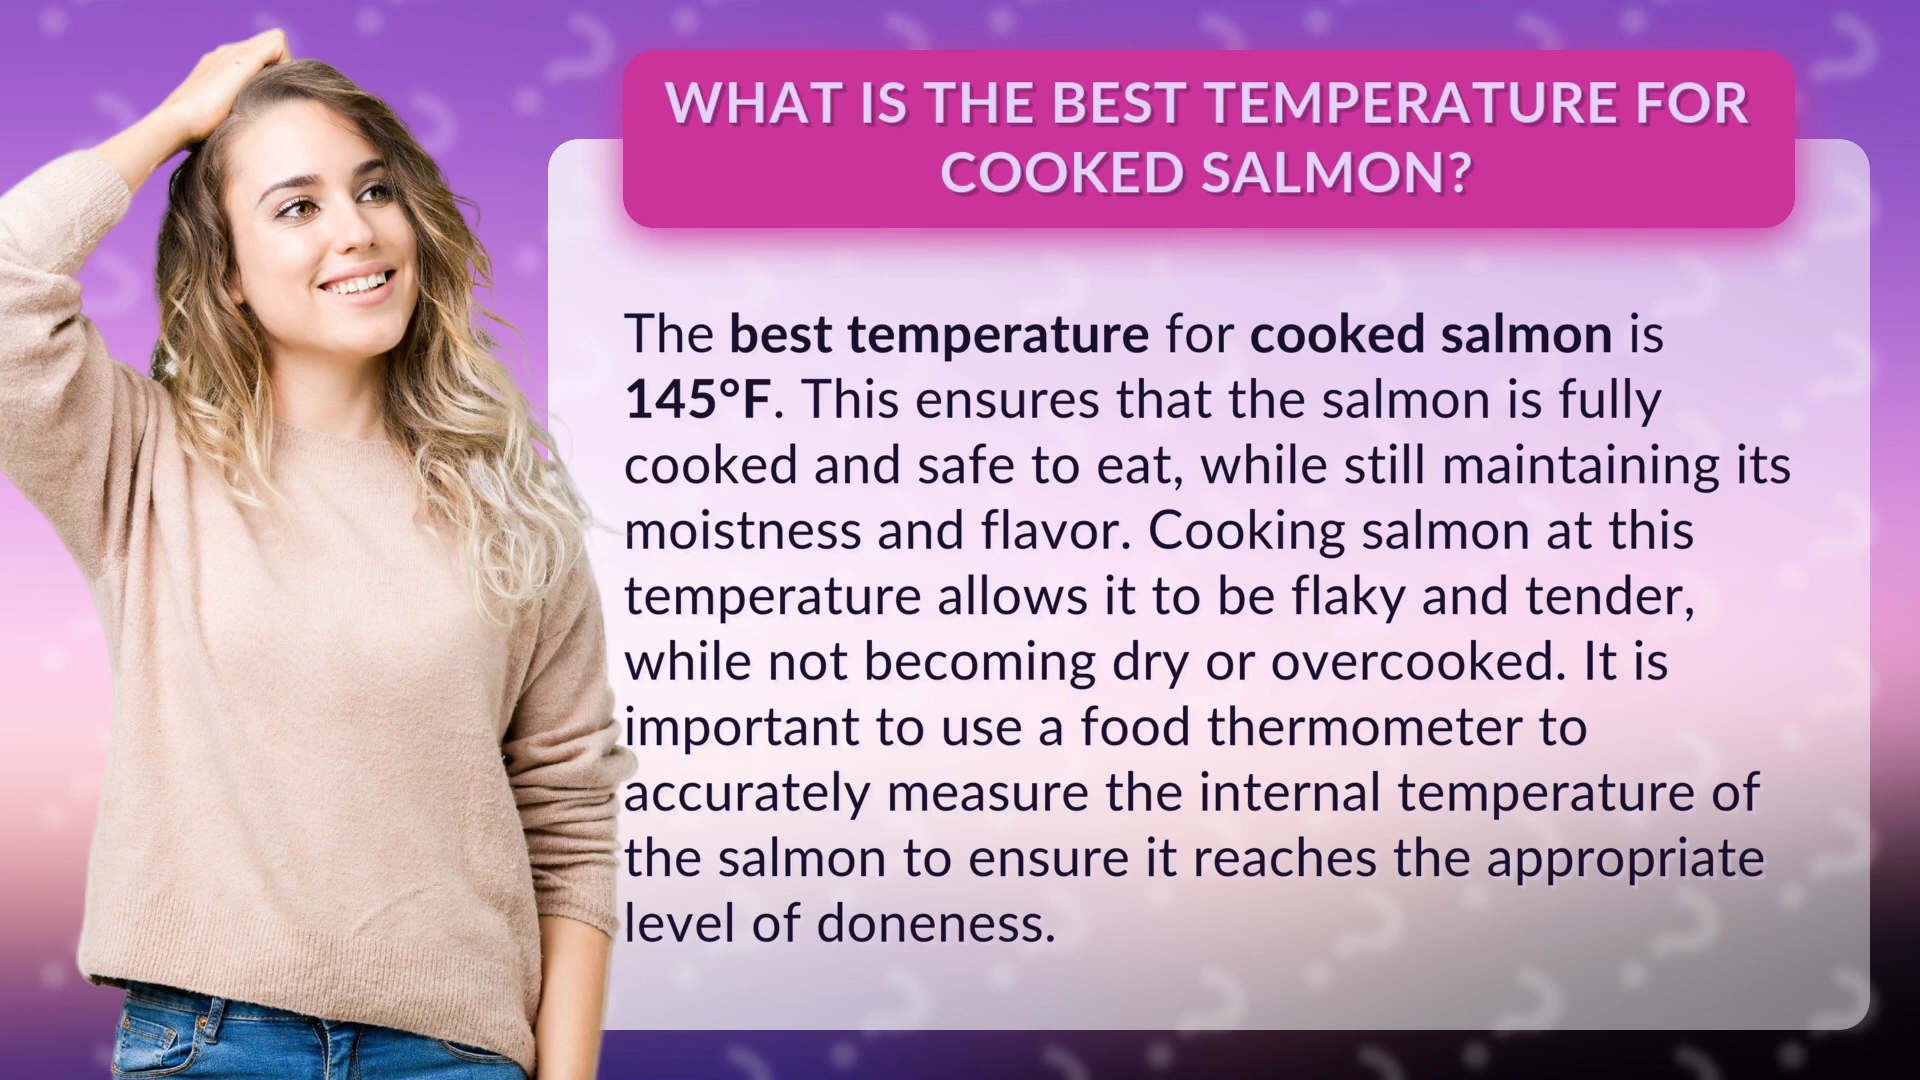 WHAT IS THE BEST TEMPERATURE FOR
COOKED SALMON?
The best temperature for cooked salmon is
145°F. This ensures that the salmon is fully
cooked and safe to eat, while still maintaining its
moistness and flavor. Cooking salmon at this
temperature allows it to be flaky and tender,
while not becoming dry or overcooked. It is
important to use a food thermometer to
accurately measure the internal temperature of
the salmon to ensure it reaches the appropriate
level of doneness.